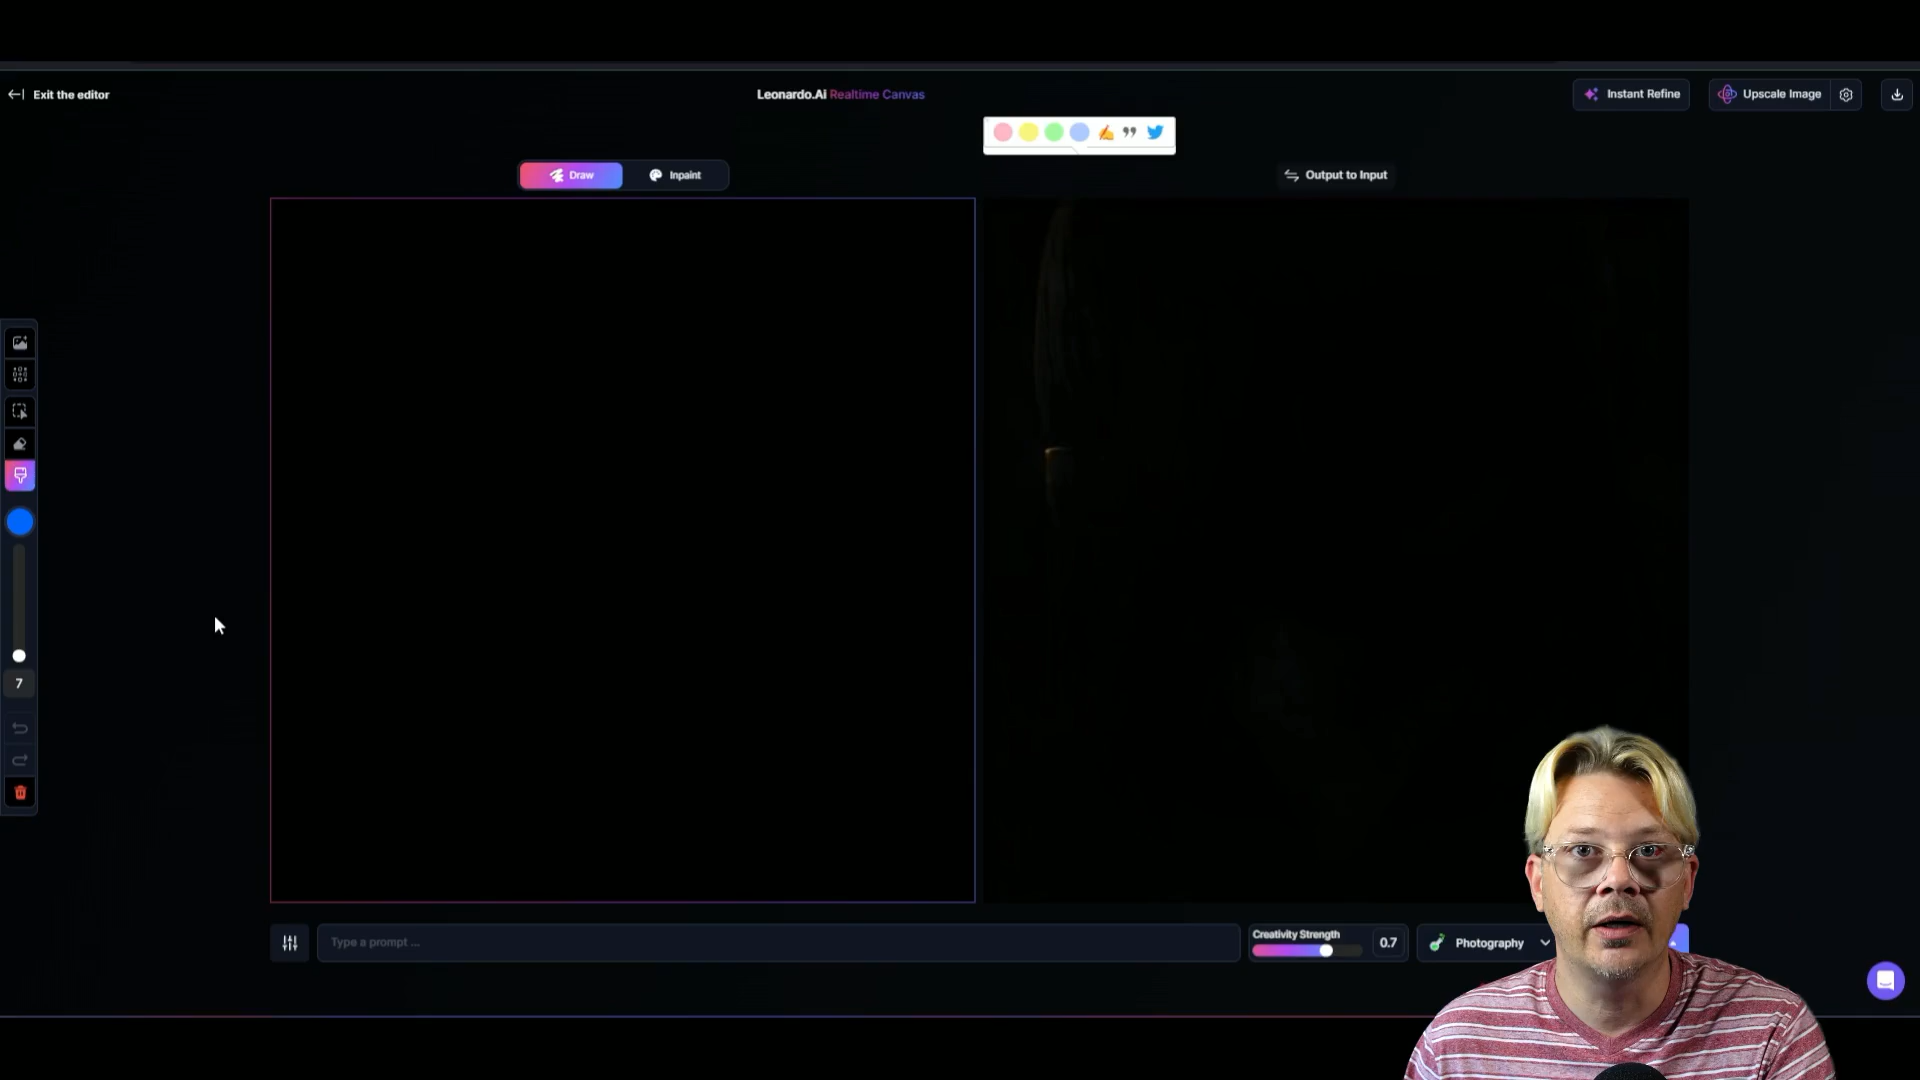 Exit the editor
Leonardo.Ai Realtime Canvas
Instant Refine
Upscale Image
Draw
Inpaint
Output to Input
7
Type a prompt ...
Creativity Strength
0.7
Photography